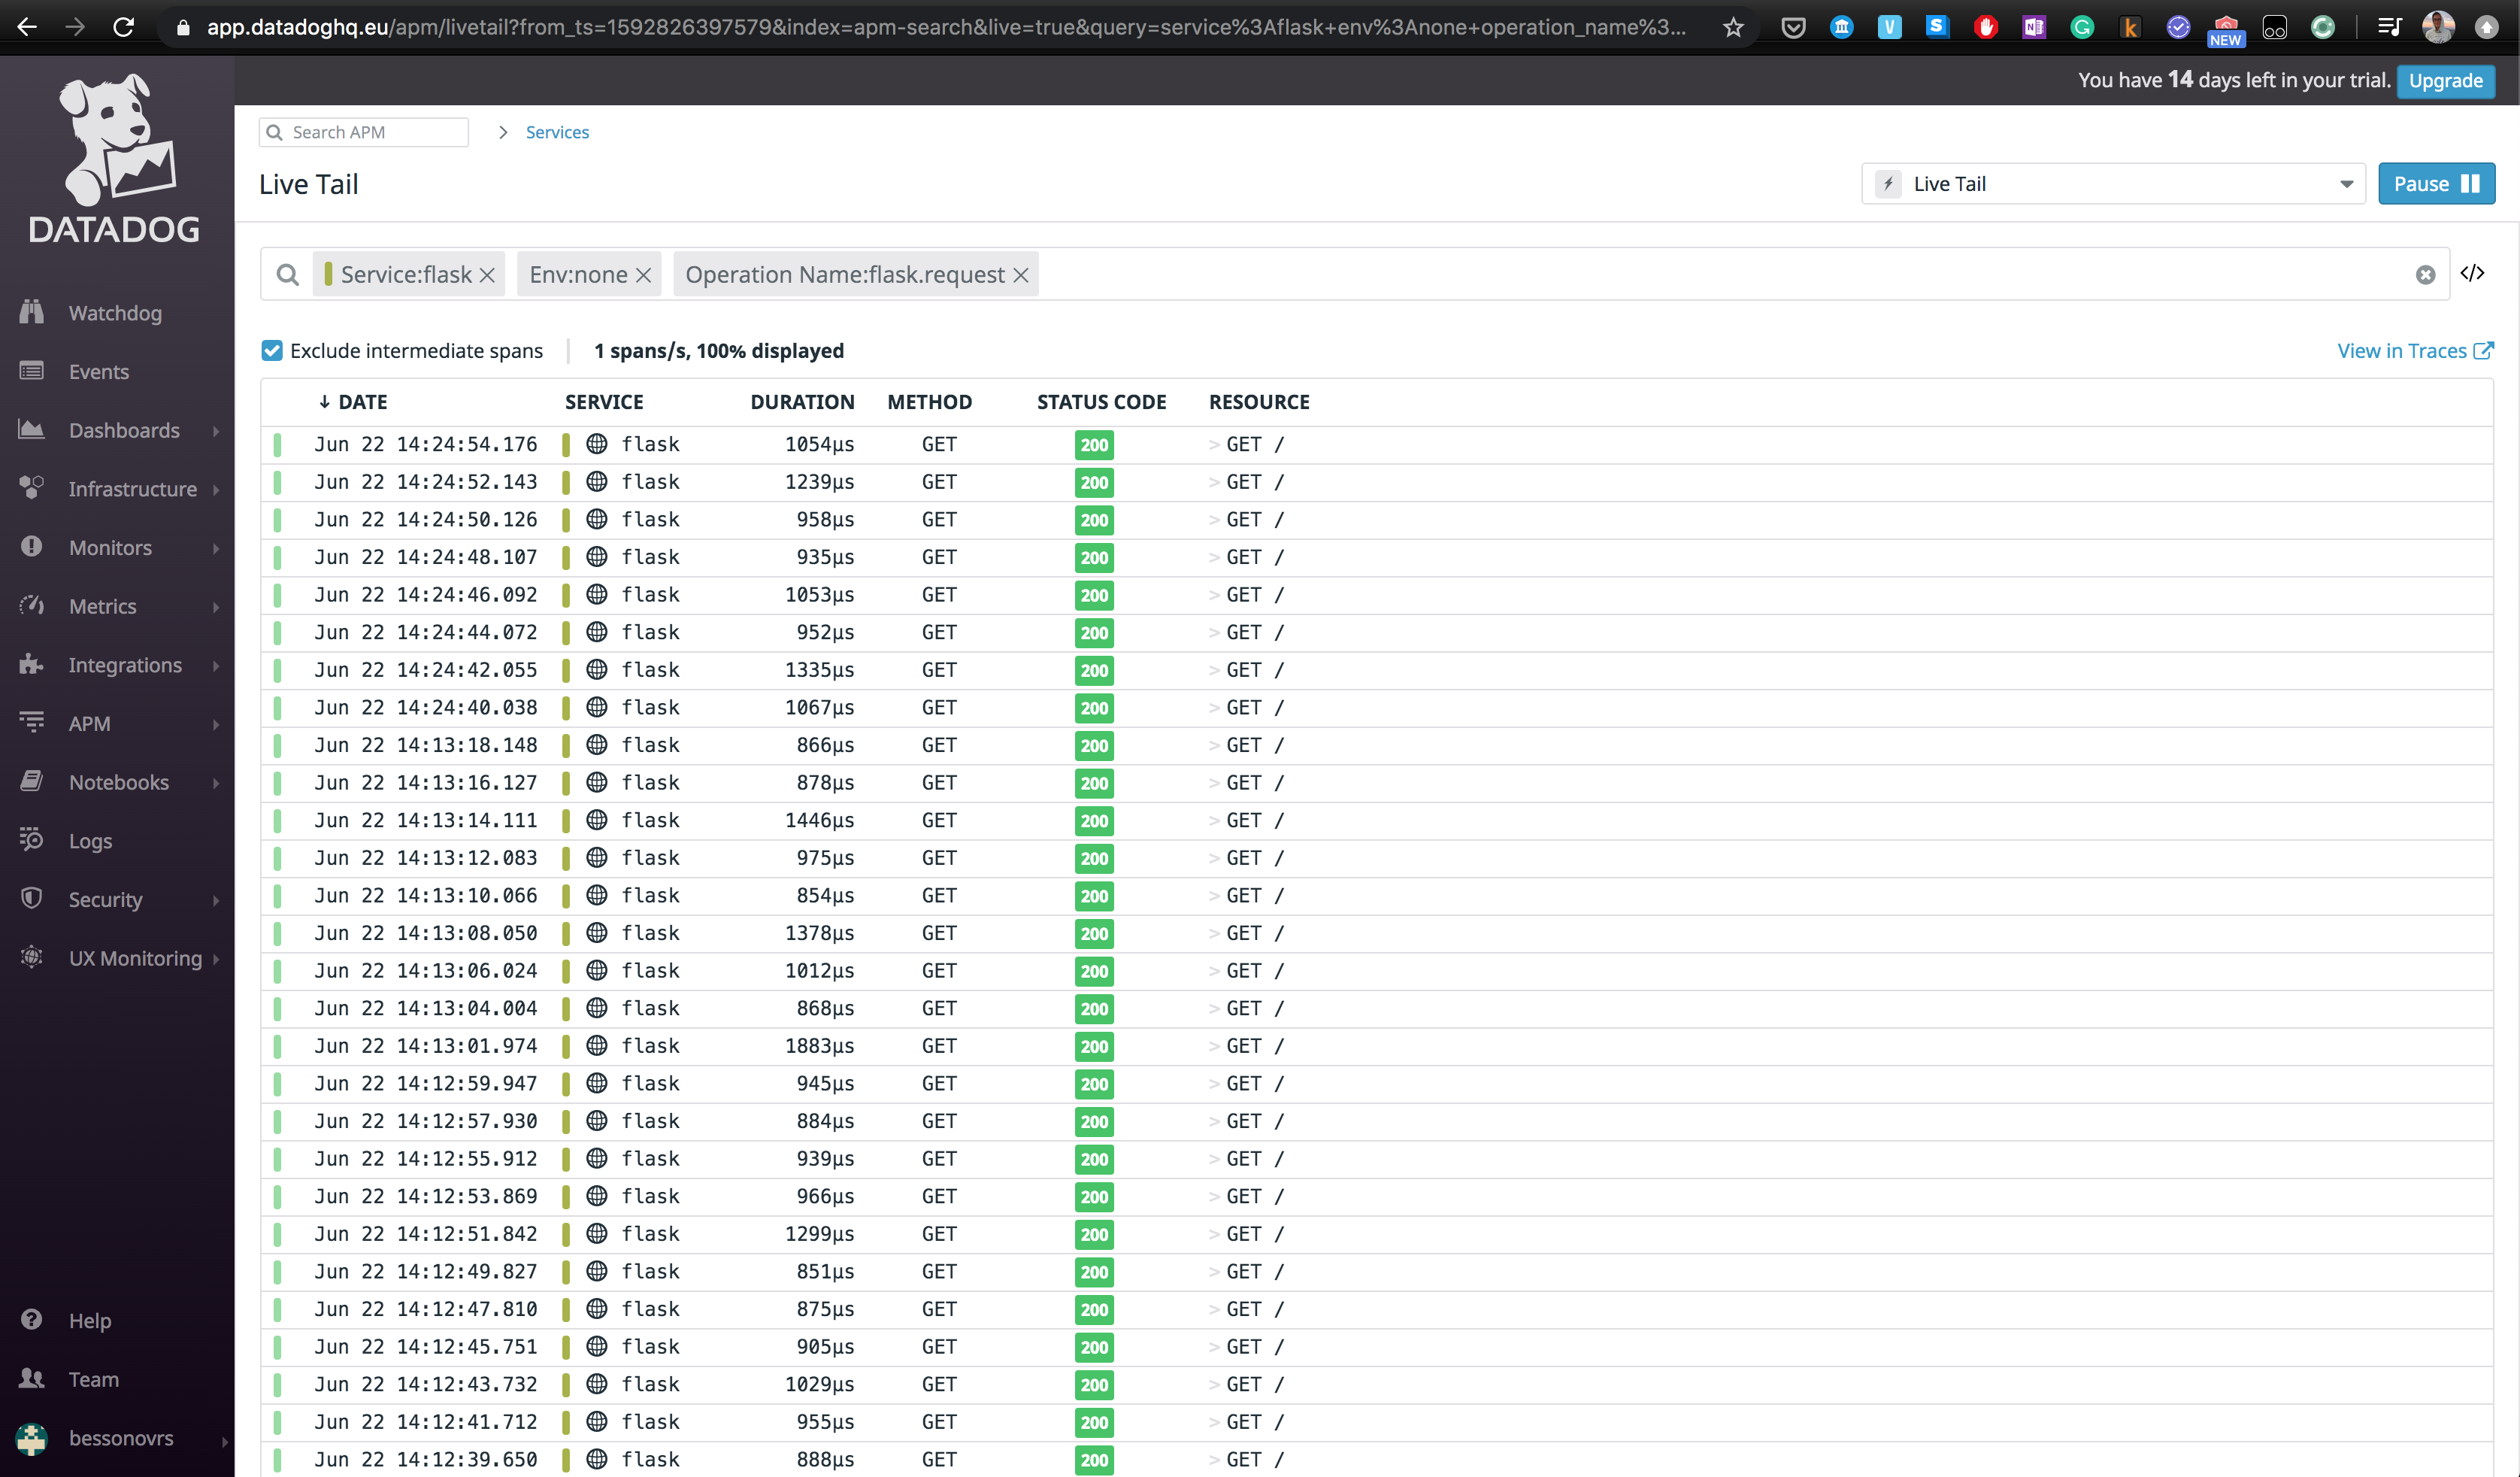 app.datadoghq.eu/apm/livetail?from_ts=1592826397579&index=apm-search&live=true&query=service%3Aflask+env%3Anone+operation_name%3...
NEW
You have 14 days left in your trial. Upgrade
DATADOG
Search APM > Services
Live Tail
Live Tail
Pause
Service:flask Env:none Operation Name:flask.request </>
Exclude intermediate spans 1 spans/s, 100% displayed View in Traces
Watchdog
Events
Dashboards
Infrastructure
Monitors
Metrics
Integrations
APM
Notebooks
Logs
Security
UX Monitoring
Help
Team
bessonovrs
↓ DATE SERVICE DURATION METHOD STATUS CODE RESOURCE
Jun 22 14:24:54.176 flask 1054µs GET 200 > GET /
Jun 22 14:24:52.143 flask 1239µs GET 200 > GET /
Jun 22 14:24:50.126 flask 958µs GET 200 > GET /
Jun 22 14:24:48.107 flask 935µs GET 200 > GET /
Jun 22 14:24:46.092 flask 1053µs GET 200 > GET /
Jun 22 14:24:44.072 flask 952µs GET 200 > GET /
Jun 22 14:24:42.055 flask 1335µs GET 200 > GET /
Jun 22 14:24:40.038 flask 1067µs GET 200 > GET /
Jun 22 14:13:18.148 flask 866µs GET 200 > GET /
Jun 22 14:13:16.127 flask 878µs GET 200 > GET /
Jun 22 14:13:14.111 flask 1446µs GET 200 > GET /
Jun 22 14:13:12.083 flask 975µs GET 200 > GET /
Jun 22 14:13:10.066 flask 854µs GET 200 > GET /
Jun 22 14:13:08.050 flask 1378µs GET 200 > GET /
Jun 22 14:13:06.024 flask 1012µs GET 200 > GET /
Jun 22 14:13:04.004 flask 868µs GET 200 > GET /
Jun 22 14:13:01.974 flask 1883µs GET 200 > GET /
Jun 22 14:12:59.947 flask 945µs GET 200 > GET /
Jun 22 14:12:57.930 flask 884µs GET 200 > GET /
Jun 22 14:12:55.912 flask 939µs GET 200 > GET /
Jun 22 14:12:53.869 flask 966µs GET 200 > GET /
Jun 22 14:12:51.842 flask 1299µs GET 200 > GET /
Jun 22 14:12:49.827 flask 851µs GET 200 > GET /
Jun 22 14:12:47.810 flask 875µs GET 200 > GET /
Jun 22 14:12:45.751 flask 905µs GET 200 > GET /
Jun 22 14:12:43.732 flask 1029µs GET 200 > GET /
Jun 22 14:12:41.712 flask 955µs GET 200 > GET /
Jun 22 14:12:39.650 flask 888µs GET 200 > GET /